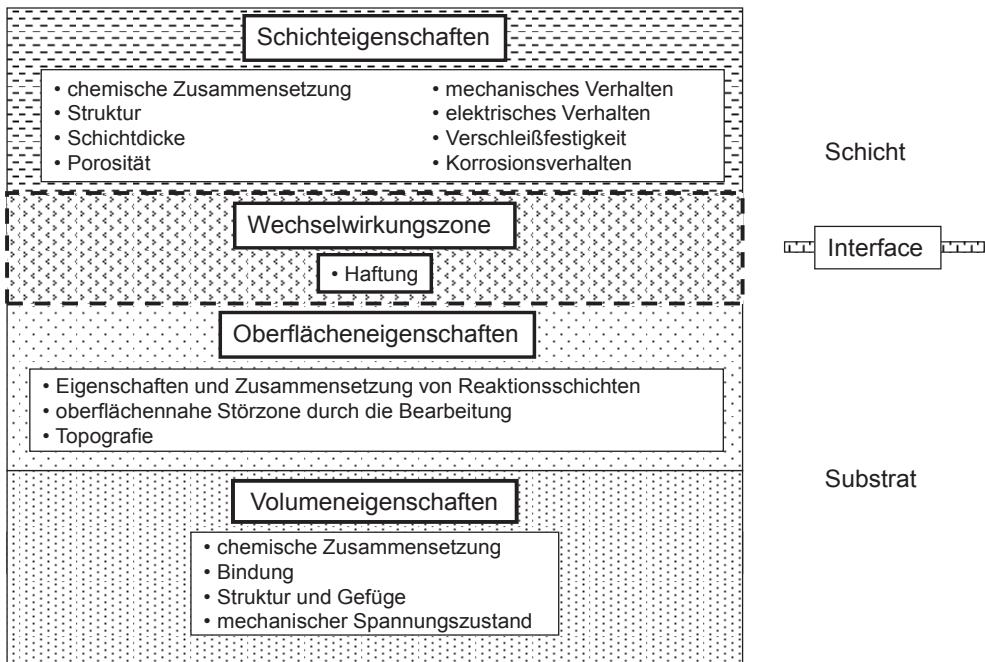 Schichteigenschaften
• chemische Zusammensetzung
• Struktur
• Schichtdicke
• Porosität
• mechanisches Verhalten
• elektrisches Verhalten
• Verschleißfestigkeit
• Korrosionsverhalten
Schicht
Wechselwirkungszone
• Haftung
Interface
Oberflächeneigenschaften
• Eigenschaften und Zusammensetzung von Reaktionsschichten
• oberflächennahe Störzone durch die Bearbeitung
• Topografie
Substrat
Volumeneigenschaften
• chemische Zusammensetzung
• Bindung
• Struktur und Gefüge
• mechanischer Spannungszustand